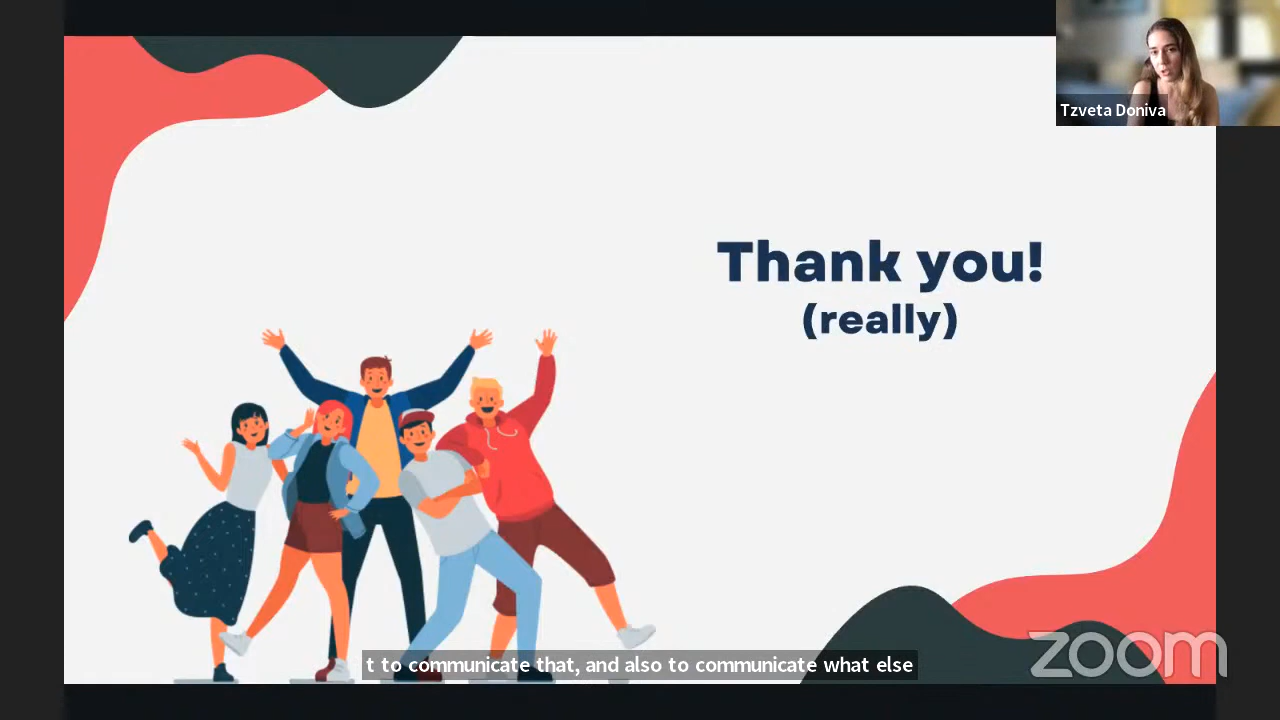 Tzveta Doniva
Thank you!
(really)
t to communicate that, and also to communicate what else
zoom